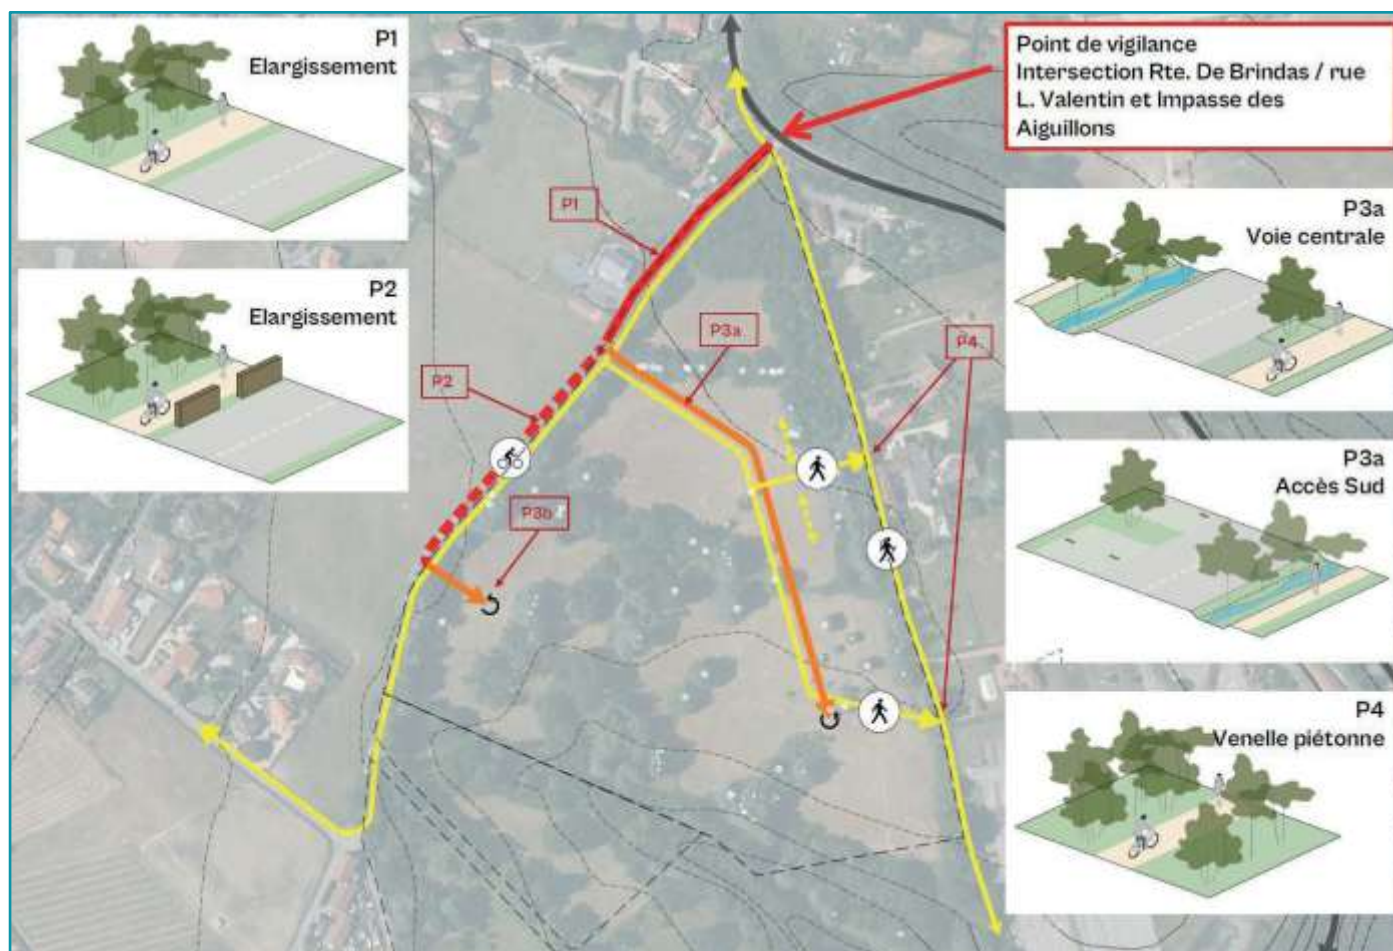 P1
Elargissement
P2
Elargissement
Point de vigilance
Intersection Rte. De Brindas / rue
L. Valentin et Impasse des
Aiguillons
P1
P3a
P4
P2
P3b
P3a
Voie centrale
P3a
Accès Sud
P4
Venelle piétonne